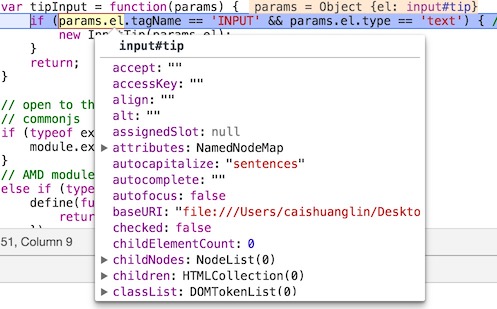 var tipInput = function(params) { params = Object {el: input#tip}
if (params.el.tagName == 'INPUT' && params.el.type == 'text') { /
new In Tip(params.el);
}
return;
}
// open to th
// commonjs
if (typeof ex
module.ex
}
// AMD module
else if (type
define(fu
retu
51, Column 9
input#tip
accept: ""
accessKey: ""
align: ""
alt: ""
assignedSlot: null
attributes: NamedNodeMap
autocapitalize: "sentences"
autocomplete: ""
autofocus: false
baseURI: "file:///Users/caishuanglin/Deskto
checked: false
childElementCount: 0
childNodes: NodeList(0)
children: HTMLCollection(0)
classList: DOMTokenList(0)